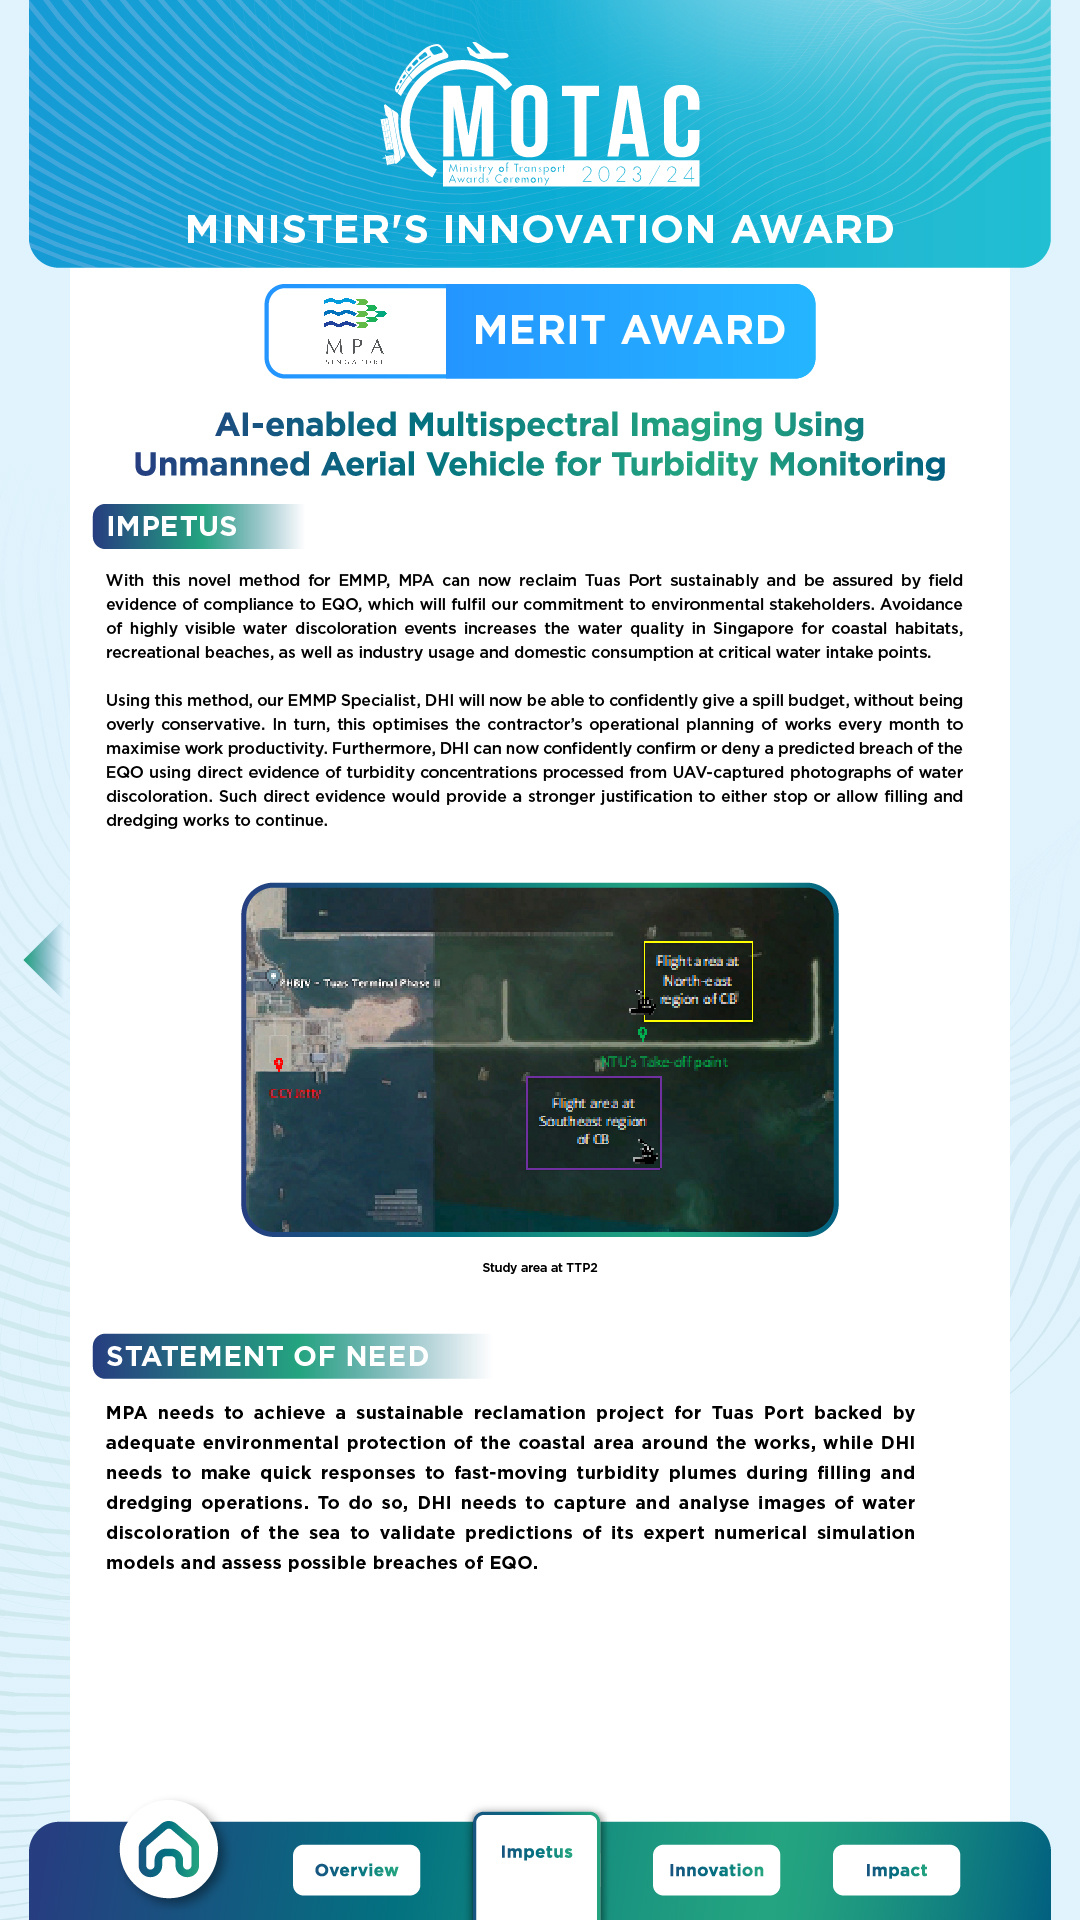 MOTAC
Ministry of Transport
Awards Ceremony 2023/24
MINISTER'S INNOVATION AWARD
MPA
SINGAPORE
MERIT AWARD
AI-enabled Multispectral Imaging Using
Unmanned Aerial Vehicle for Turbidity Monitoring
IMPETUS
With this novel method for EMMP, MPA can now reclaim Tuas Port sustainably and be assured by field
evidence of compliance to EQO, which will fulfil our commitment to environmental stakeholders. Avoidance
of highly visible water discoloration events increases the water quality in Singapore for coastal habitats,
recreational beaches, as well as industry usage and domestic consumption at critical water intake points.
Using this method, our EMMP Specialist, DHI will now be able to confidently give a spill budget, without being
overly conservative. In turn, this optimises the contractor's operational planning of works every month to
maximise work productivity. Furthermore, DHI can now confidently confirm or deny a predicted breach of the
EQO using direct evidence of turbidity concentrations processed from UAV-captured photographs of water
discoloration. Such direct evidence would provide a stronger justification to either stop or allow filling and
dredging works to continue.
Flight area at
North-east
region of CB
- Tuas Terminal Phase II
NTU's Take-off point
Jetty
Flight area at
Southeast region
of CB
Study area at TTP2
STATEMENT OF NEED
MPA needs to achieve a sustainable reclamation project for Tuas Port backed by
adequate environmental protection of the coastal area around the works, while DHI
needs to make quick responses to fast-moving turbidity plumes during filling and
dredging operations. To do so, DHI needs to capture and analyse images of water
discoloration of the sea to validate predictions of its expert numerical simulation
models and assess possible breaches of EQO.
Overview
Impetus
Innovation
Impact